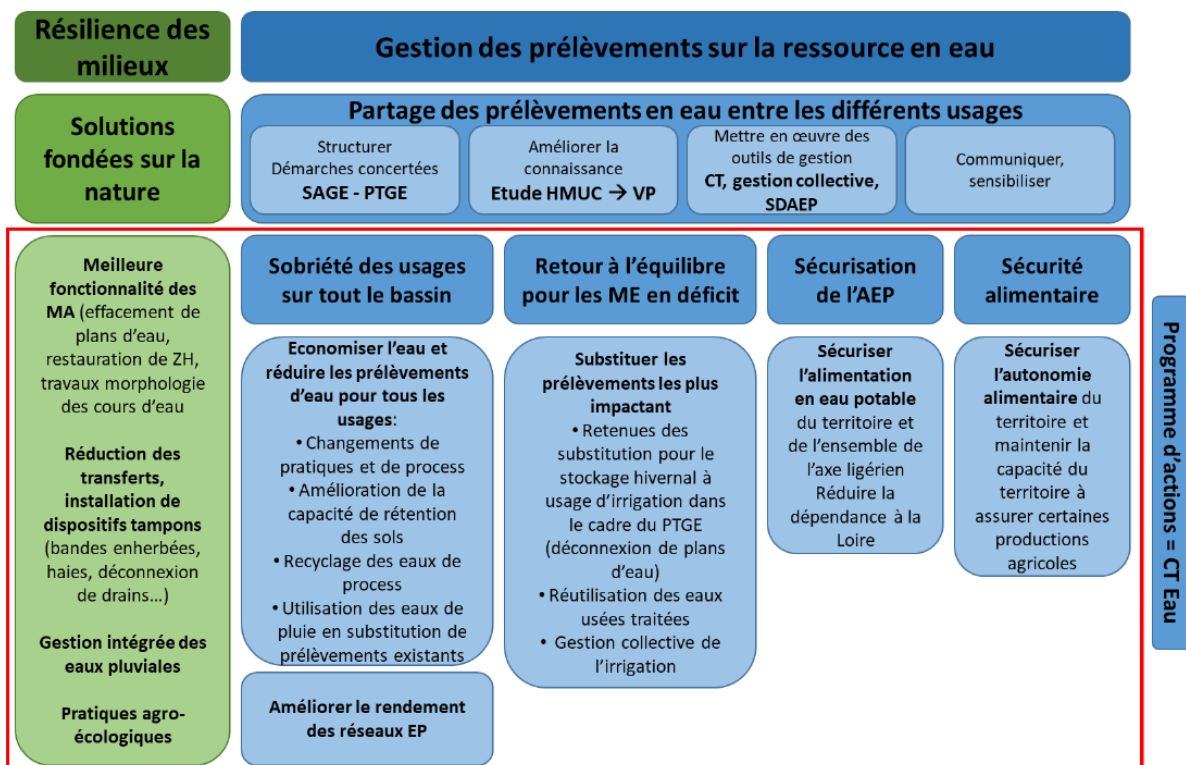 Résilience des
milieux
Gestion des prélèvements sur la ressource en eau
Solutions
fondées sur la
nature
Partage des prélèvements en eau entre les différents usages
Structurer
Démarches concertées
SAGE - PTGE
Améliorer la
connaissance
Etude HMUC → VP
Mettre en œuvre des
outils de gestion
CT, gestion collective,
SDAEP
Communiquer,
sensibiliser
Meilleure
fonctionnalité des
MA (effacement de
plans d'eau,
restauration de ZH,
travaux morphologie
des cours d'eau
Réduction des
transferts,
installation de
dispositifs tampons
(bandes enherbées,
haies, déconnexion
de drains...)
Gestion intégrée des
eaux pluviales
Pratiques agro-
écologiques
Sobriété des usages
sur tout le bassin
Economiser l'eau et
réduire les prélèvements
d'eau pour tous les
usages:
• Changements de
pratiques et de process
• Amélioration de la
capacité de rétention
des sols
• Recyclage des eaux de
process
• Utilisation des eaux de
pluie en substitution de
prélèvements existants
Améliorer le rendement
des réseaux EP
Retour à l'équilibre
pour les ME en déficit
Substituer les
prélèvements les plus
impactant
• Retenues des
substitution pour le
stockage hivernal à
usage d'irrigation dans
le cadre du PTGE
(déconnexion de plans
d'eau)
• Réutilisation des eaux
usées traitées
• Gestion collective de
l'irrigation
Sécurisation
de l'AEP
Sécuriser
l'alimentation
en eau potable
du territoire et
de l'ensemble de
l'axe ligérien
Réduire la
dépendance à la
Loire
Sécurité
alimentaire
Sécuriser
l'autonomie
alimentaire du
territoire et
maintenir la
capacité du
territoire à
assurer certaines
productions
agricoles
Programme d'actions = CT Eau